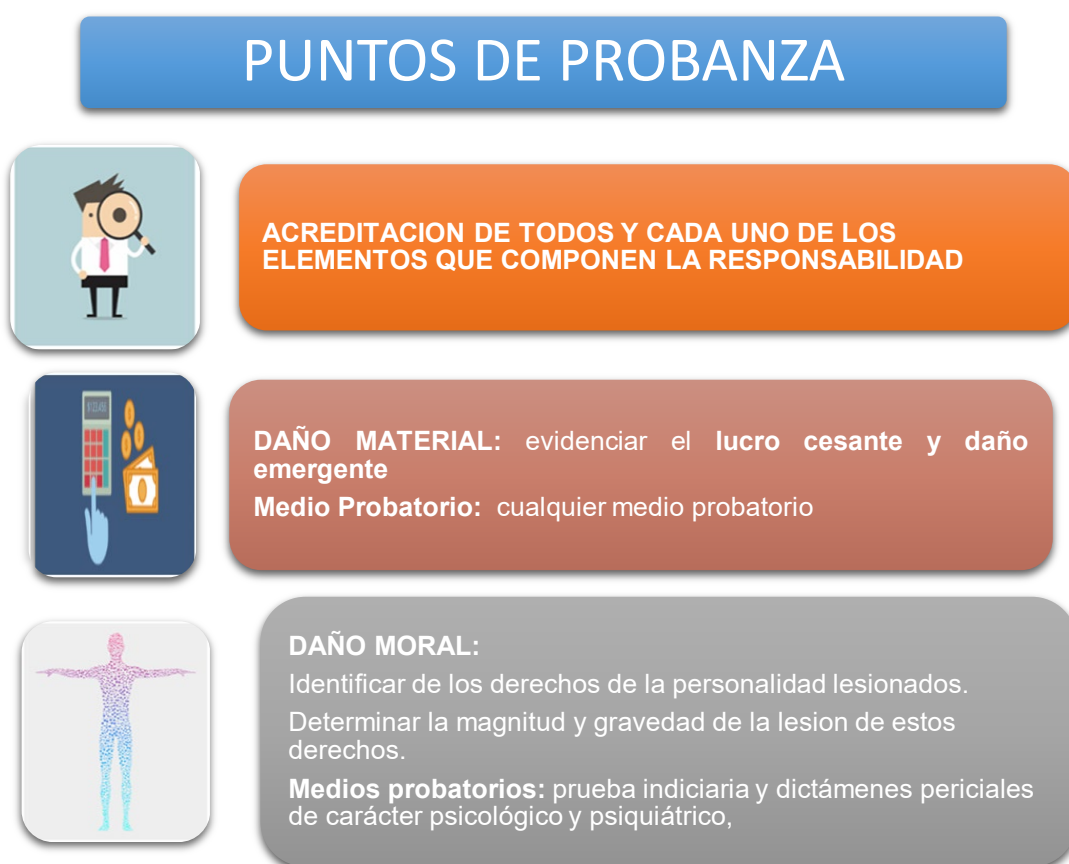 PUNTOS DE PROBANZA
ACREDITACION DE TODOS Y CADA UNO DE LOS
ELEMENTOS QUE COMPONEN LA RESPONSABILIDAD
DAÑO MATERIAL: evidenciar el lucro cesante y daño
emergente
Medio Probatorio: cualquier medio probatorio
DAÑO MORAL:
Identificar de los derechos de la personalidad lesionados.
Determinar la magnitud y gravedad de la lesion de estos
derechos.
Medios probatorios: prueba indiciaria y dictámenes periciales
de carácter psicológico y psiquiátrico,